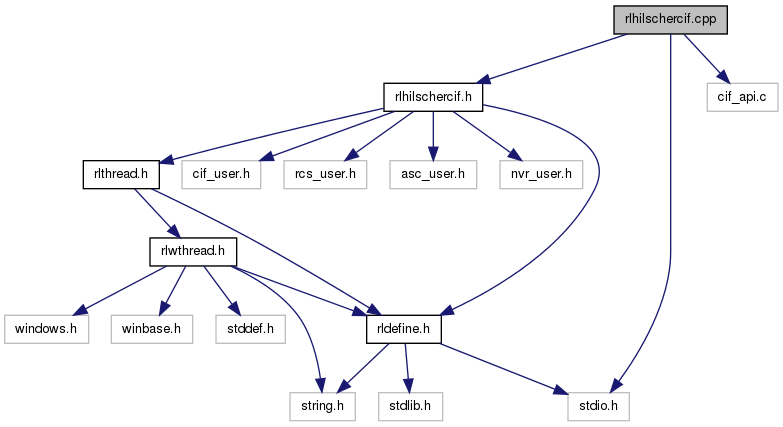 rlhilschercif.cpp
rlhilschercif.h
cif_api.c
rlthread.h
cif_user.h
rcs_user.h
asc_user.h
nvr_user.h
rlwthread.h
windows.h
winbase.h
stddef.h
rldefine.h
string.h
stdlib.h
stdio.h